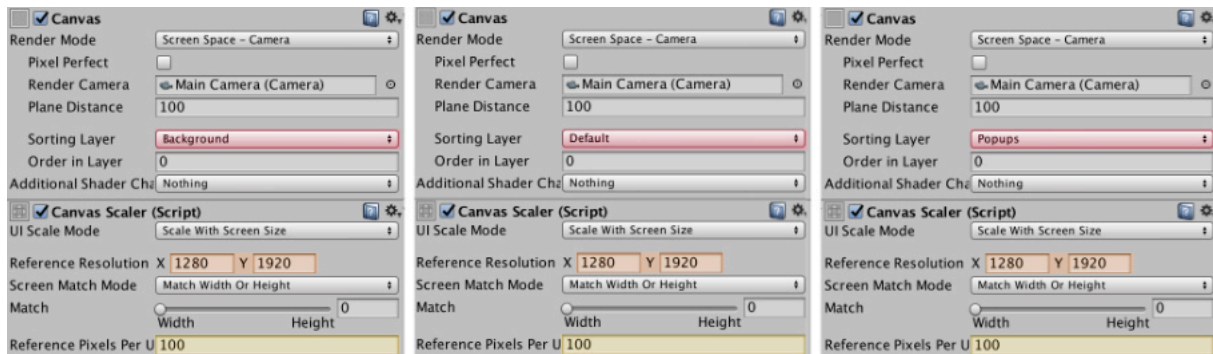 Canvas
Render Mode Screen Space - Camera
Pixel Perfect
Render Camera Main Camera (Camera)
Plane Distance 100
Sorting Layer Background
Order in Layer 0
Additional Shader Cha Nothing
Canvas Scaler (Script)
UI Scale Mode Scale With Screen Size
Reference Resolution X 1280 Y 1920
Screen Match Mode Match Width Or Height
Match 0
Width Height
Reference Pixels Per U 100
Canvas
Render Mode Screen Space - Camera
Pixel Perfect
Render Camera Main Camera (Camera)
Plane Distance 100
Sorting Layer Default
Order in Layer 0
Additional Shader Cha Nothing
Canvas Scaler (Script)
UI Scale Mode Scale With Screen Size
Reference Resolution X 1280 Y 1920
Screen Match Mode Match Width Or Height
Match 0
Width Height
Reference Pixels Per U 100
Canvas
Render Mode Screen Space - Camera
Pixel Perfect
Render Camera Main Camera (Camera)
Plane Distance 100
Sorting Layer Popups
Order in Layer 0
Additional Shader Cha Nothing
Canvas Scaler (Script)
UI Scale Mode Scale With Screen Size
Reference Resolution X 1280 Y 1920
Screen Match Mode Match Width Or Height
Match 0
Width Height
Reference Pixels Per U 100